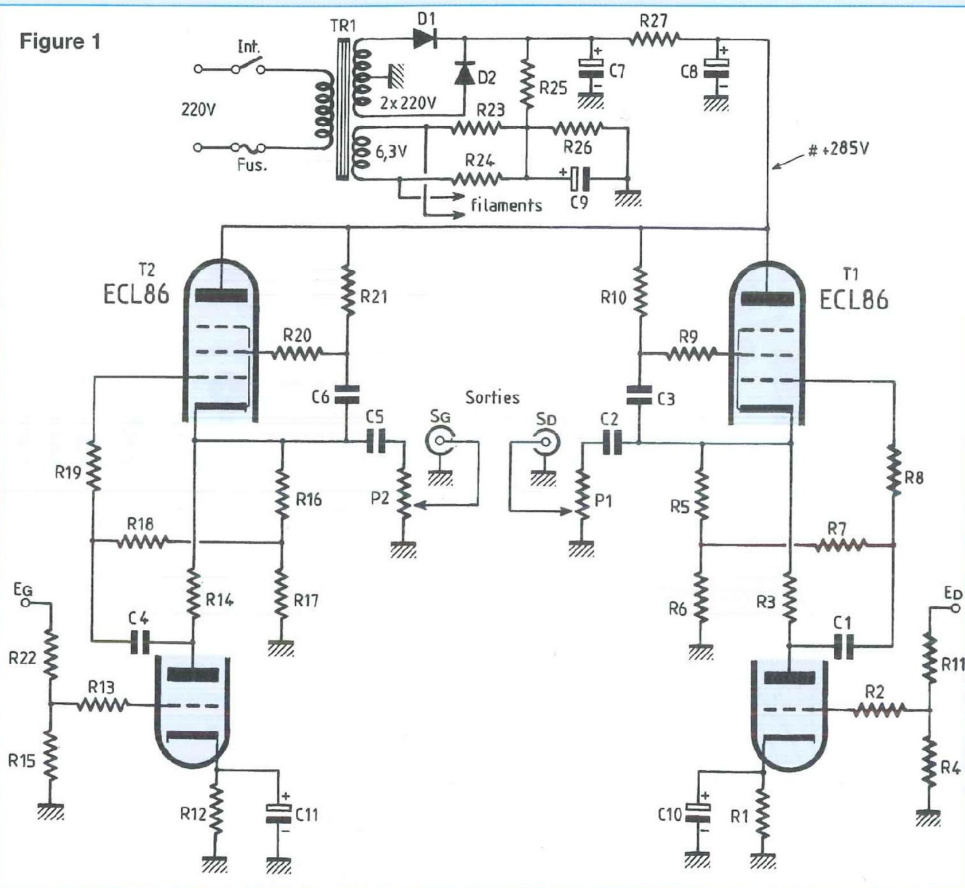 Figure 1
Int.
220V
Fus.
TR1
2x220V
6,3V
D1
D2
R27
C7
C8
R25
R23
R24
R26
C9
filaments
# +285V
T2
ECL86
R21
R20
C6
C5
R19
R18
R16
R14
R17
P2
EG
R22
R13
R15
C4
R12
C11
Sorties
SG
SD
T1
ECL86
R10
R9
C3
C2
P1
R5
R8
R7
R6
R3
C1
ED
R11
R2
R4
C10
R1
+
-
+
-
+
+
-
+
-